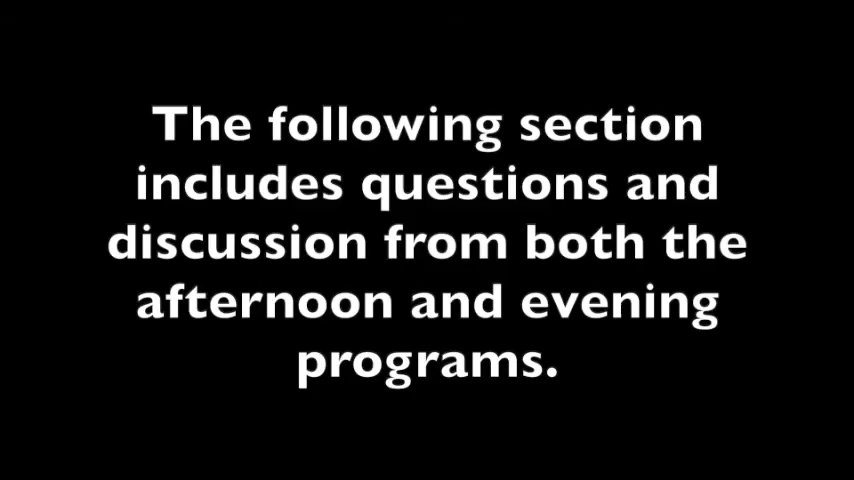 The following section
includes questions and
discussion from both the
afternoon and evening
programs.